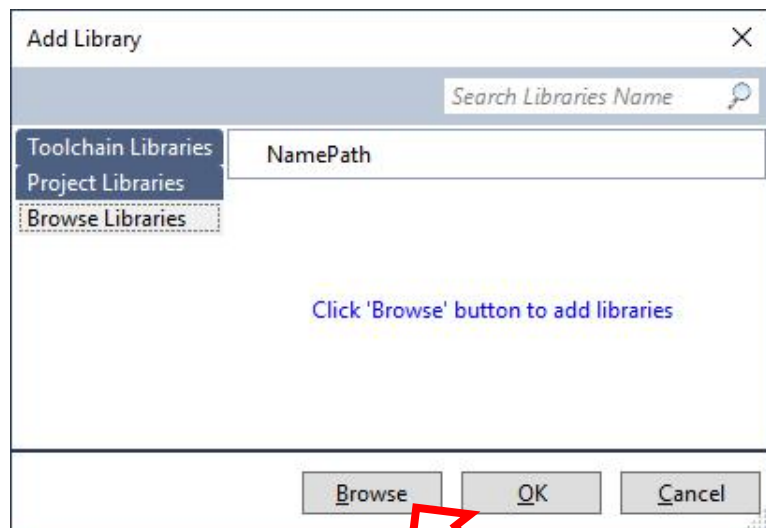 Add Library
Search Libraries Name
Toolchain Libraries
NamePath
Project Libraries
Browse Libraries
Click 'Browse' button to add libraries
Browse OK Cancel